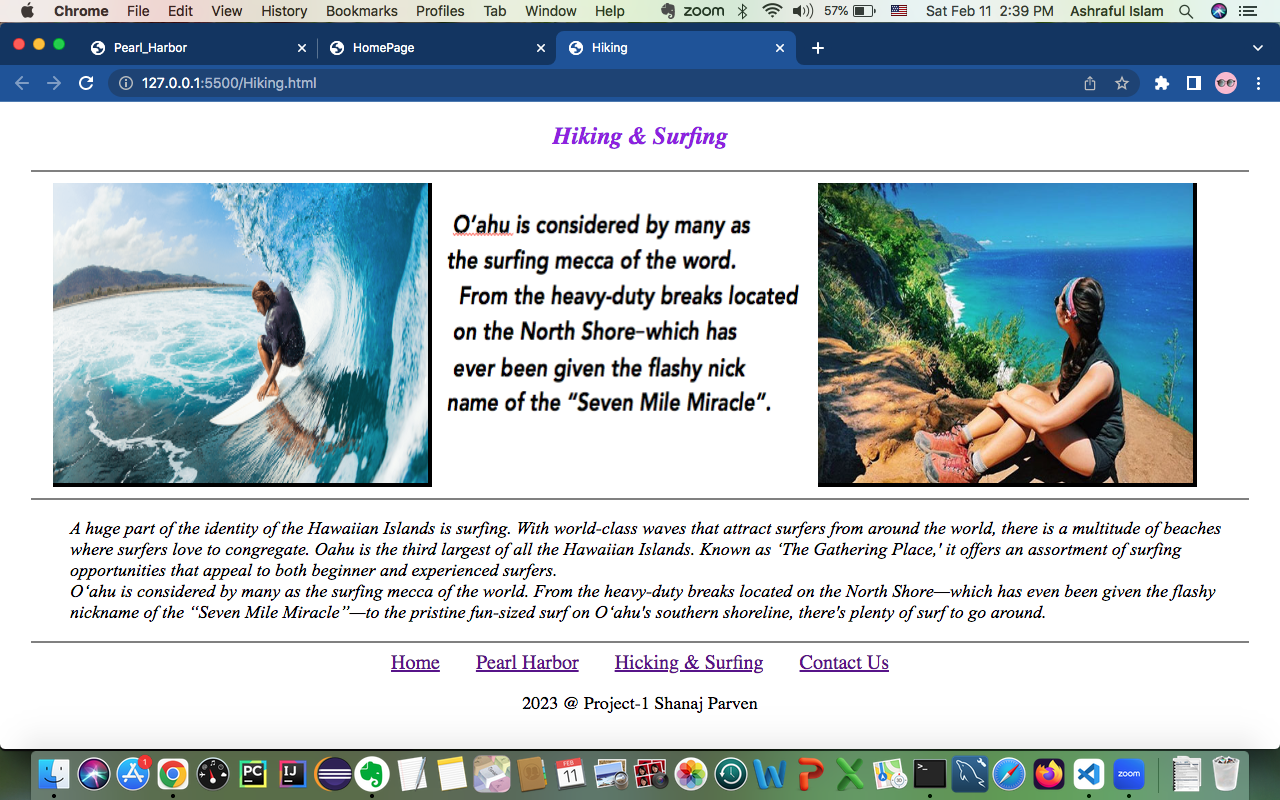 Chrome File Edit View History Bookmarks Profiles Tab Window Help zoom 57% Sat Feb 11 2:39 PM Ashraful Islam
Pearl_Harbor HomePage Hiking
127.0.0.1:5500/Hiking.html
Hiking & Surfing
O‘ahu is considered by many as
the surfing mecca of the word.
From the heavy-duty breaks located
on the North Shore–which has
ever been given the flashy nick
name of the “Seven Mile Miracle”.
A huge part of the identity of the Hawaiian Islands is surfing. With world-class waves that attract surfers from around the world, there is a multitude of beaches
where surfers love to congregate. Oahu is the third largest of all the Hawaiian Islands. Known as ‘The Gathering Place,' it offers an assortment of surfing
opportunities that appeal to both beginner and experienced surfers.
O‘ahu is considered by many as the surfing mecca of the world. From the heavy-duty breaks located on the North Shore—which has even been given the flashy
nickname of the “Seven Mile Miracle”—to the pristine fun-sized surf on O‘ahu's southern shoreline, there's plenty of surf to go around.
Home Pearl Harbor Hicking & Surfing Contact Us
2023 @ Project-1 Shanaj Parven
1 PC IJ FEB 11 W P X zoom